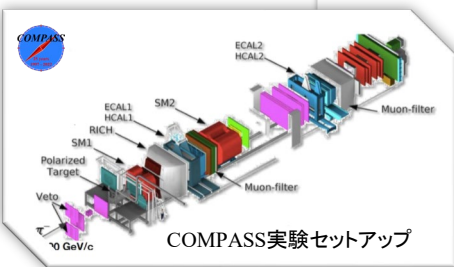 COMPASS
ECAL2
HCAL2
ECAL1
HCAL1
SM2
RICH
SM1
Polarized
Target
Muon-filter
Muon-filter
Veto
GeV/c
COMPASS実験セットアップ